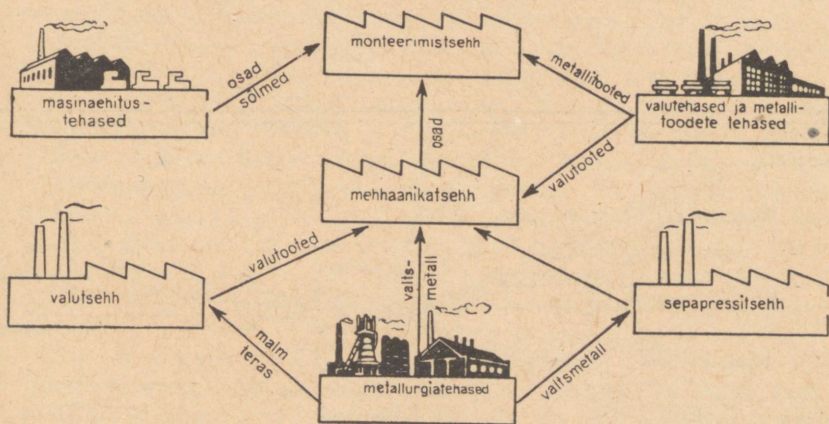 monteerimistsehh
masinaehitus-
tehased
osad
sõlmed
metallitooted
valutehased ja metalli-
toodete tehased
osad
valutooted
mehhaanikatsehh
valutsehh
valutooted
valts-
metall
sepapressitsehh
malm
teras
metallurgiatehased
valtsmetall